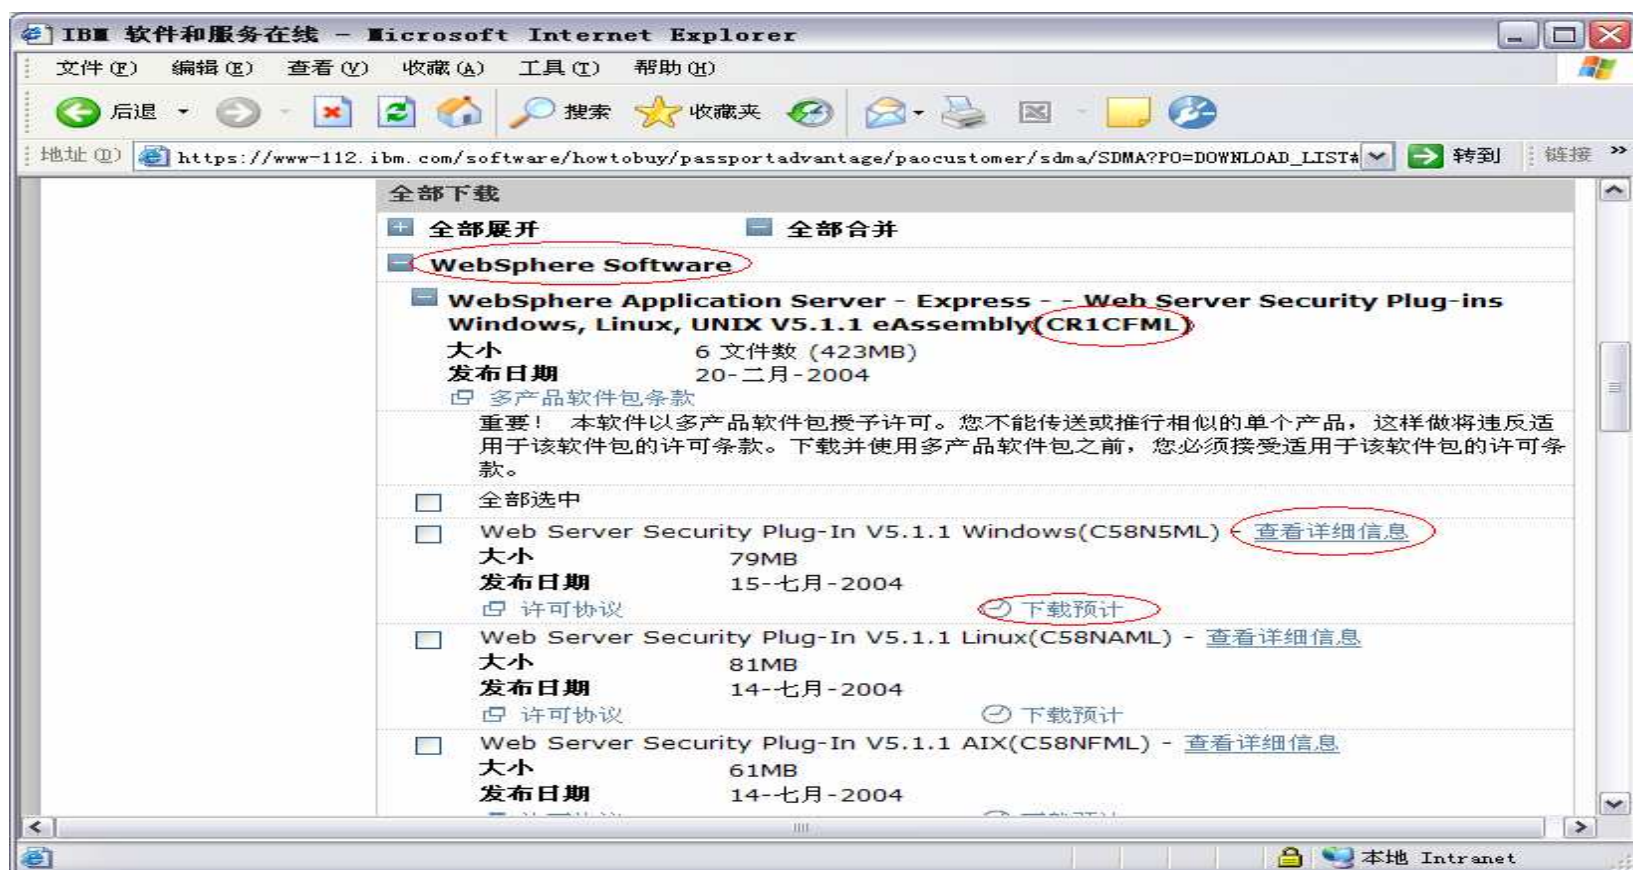 IBM 软件和服务在线 - Microsoft Internet Explorer
文件(F) 编辑(E) 查看(V) 收藏(A) 工具(T) 帮助(H)
后退 搜索 收藏夹
地址(D) https://www-112.ibm.com/software/howtobuy/passportadvantage/paocustomer/sdma/SDMA?PO=DOWNLOAD_LIST& 转到 链接 »
全部下载
全部展开 全部合并
WebSphere Software
WebSphere Application Server - Express - - Web Server Security Plug-ins
Windows, Linux, UNIX V5.1.1 eAssembly(CR1CFML)
大小 6 文件数 (423MB)
发布日期 20-二月-2004
多产品软件包条款
重要! 本软件以多产品软件包授予许可。您不能传送或推行相似的单个产品，这样做将违反适
用于该软件包的许可条款。下载并使用多产品软件包之前，您必须接受适用于该软件包的许可条
款。
全部选中
Web Server Security Plug-In V5.1.1 Windows(C58N5ML) - 查看详细信息
大小 79MB
发布日期 15-七月-2004
许可协议 下载预计
Web Server Security Plug-In V5.1.1 Linux(C58NAML) - 查看详细信息
大小 81MB
发布日期 14-七月-2004
许可协议 下载预计
Web Server Security Plug-In V5.1.1 AIX(C58NFML) - 查看详细信息
大小 61MB
发布日期 14-七月-2004
本地 Intranet